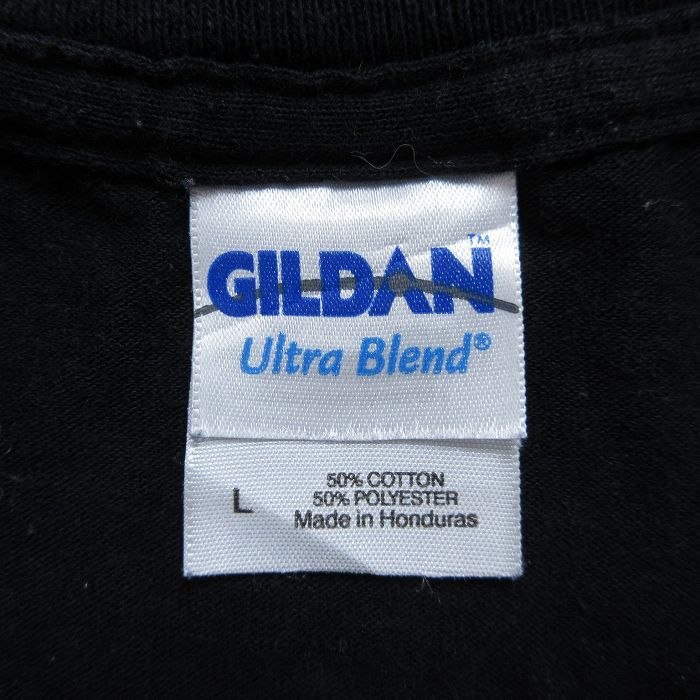 GILDAN™
Ultra Blend®
L
50% COTTON
50% POLYESTER
Made in Honduras